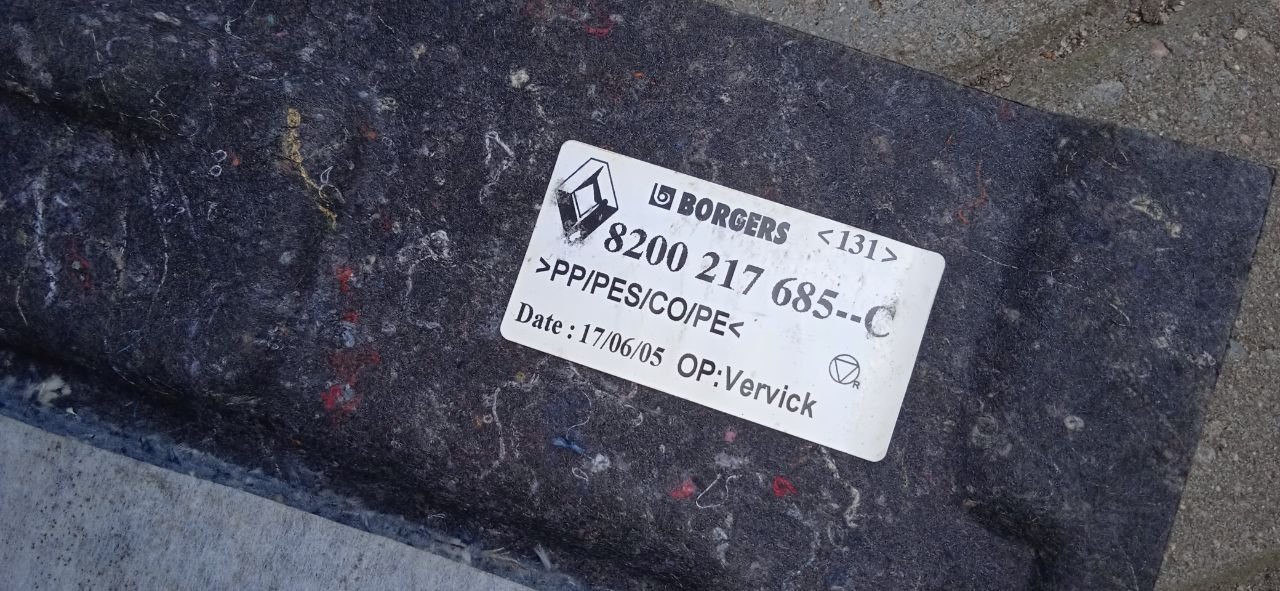 BORGERS <131>
8200 217 685--C
>PP/PES/CO/PE<
Date : 17/06/05 OP:Vervick
R